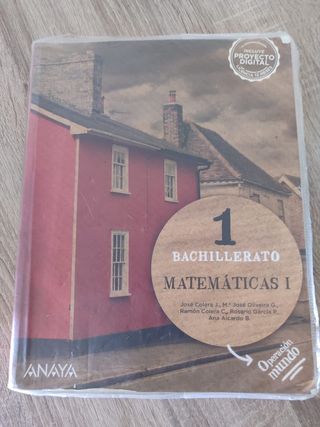 INCLUYE
PROYECTO
DIGITAL
1
BACHILLERATO
MATEMÁTICAS I
José Colera J., M.ª José Oliveira G.,
Ramón Colera C., Rosario García P.,
Ana Aicardo B.
ANAYA
Operación
mundo